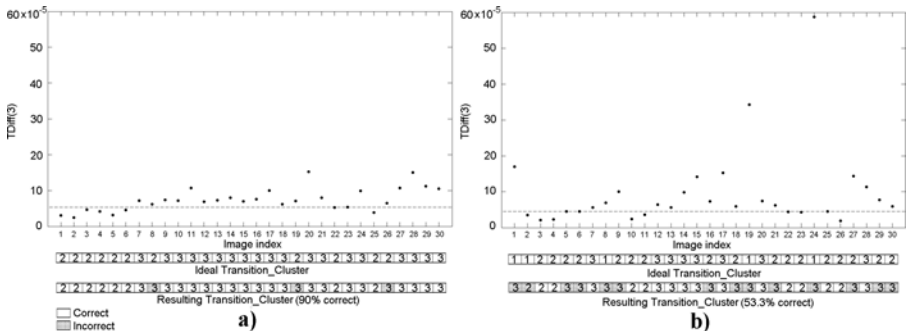 60x10⁻⁵
50
40
30
20
10
0
TDiff(3)
1 2 3 4 5 6 7 8 9 10 11 12 13 14 15 16 17 18 19 20 21 22 23 24 25 26 27 28 29 30
Image index
Ideal Transition_Cluster
Resulting Transition_Cluster (90% correct)
Correct
Incorrect
a)
60x10⁻⁵
50
40
30
20
10
0
TDiff(3)
1 2 3 4 5 6 7 8 9 10 11 12 13 14 15 16 17 18 19 20 21 22 23 24 25 26 27 28 29 30
Image index
Ideal Transition_Cluster
Resulting Transition_Cluster (53.3% correct)
b)